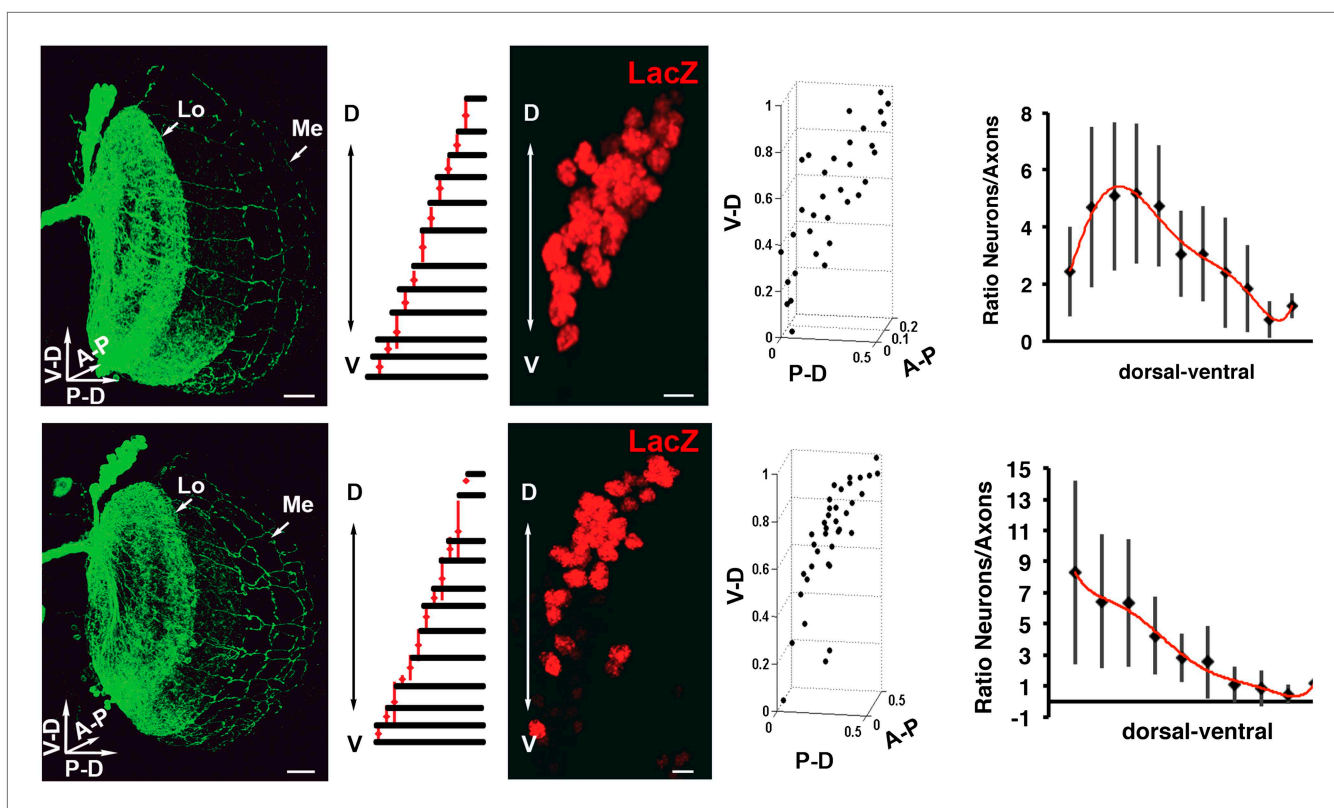 Lo
Me
V-D
A-P
P-D
D
V
LacZ
D
V
V-D
1
0.8
0.6
0.4
0.2
0
0
0.5
0
0.1
0.2
P-D
A-P
Ratio Neurons/Axons
8
6
4
2
0
dorsal-ventral
Lo
Me
V-D
A-P
P-D
D
V
LacZ
D
V
V-D
1
0.8
0.6
0.4
0.2
0
0
0.5
0
0.5
P-D
A-P
Ratio Neurons/Axons
15
13
11
9
7
5
3
1
-1
dorsal-ventral